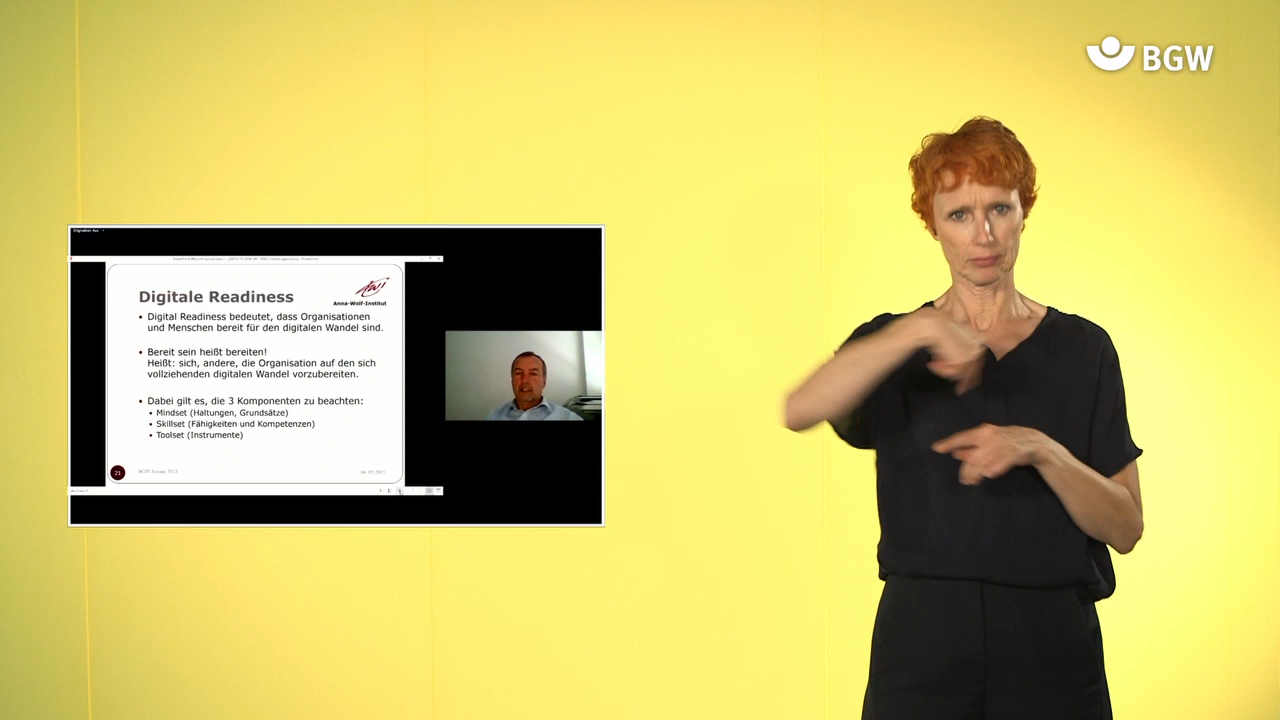 BGW
Digitale Readiness
Anna-Wolf-Institut
• Digital Readiness bedeutet, dass Organisationen
und Menschen bereit für den digitalen Wandel sind.
• Bereit sein heißt bereiten!
Heißt: sich, andere, die Organisation auf den sich
vollziehenden digitalen Wandel vorzubereiten.
• Dabei gilt es, die 3 Komponenten zu beachten:
• Mindset (Haltungen, Grundsätze)
• Skillset (Fähigkeiten und Kompetenzen)
• Toolset (Instrumente)
21